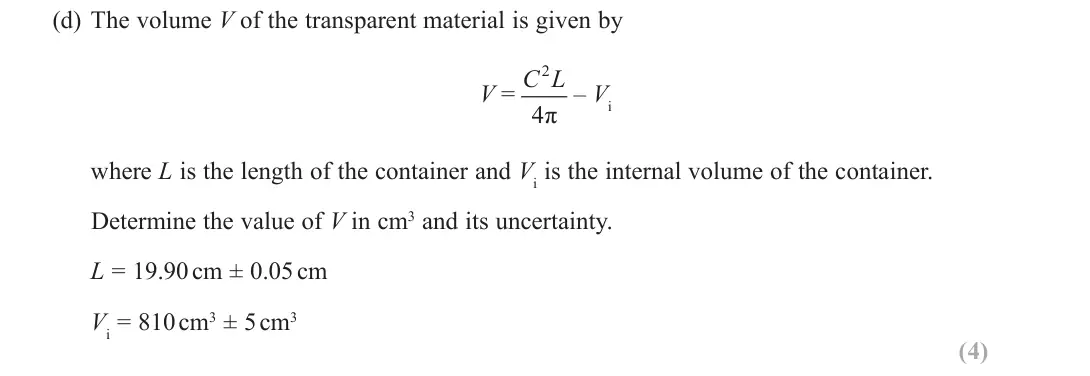 (d) The volume V of the transparent material is given by
V = C²L / 4π – Vᵢ
where L is the length of the container and Vᵢ is the internal volume of the container.
Determine the value of V in cm³ and its uncertainty.
L = 19.90 cm ± 0.05 cm
Vᵢ = 810 cm³ ± 5 cm³
(4)